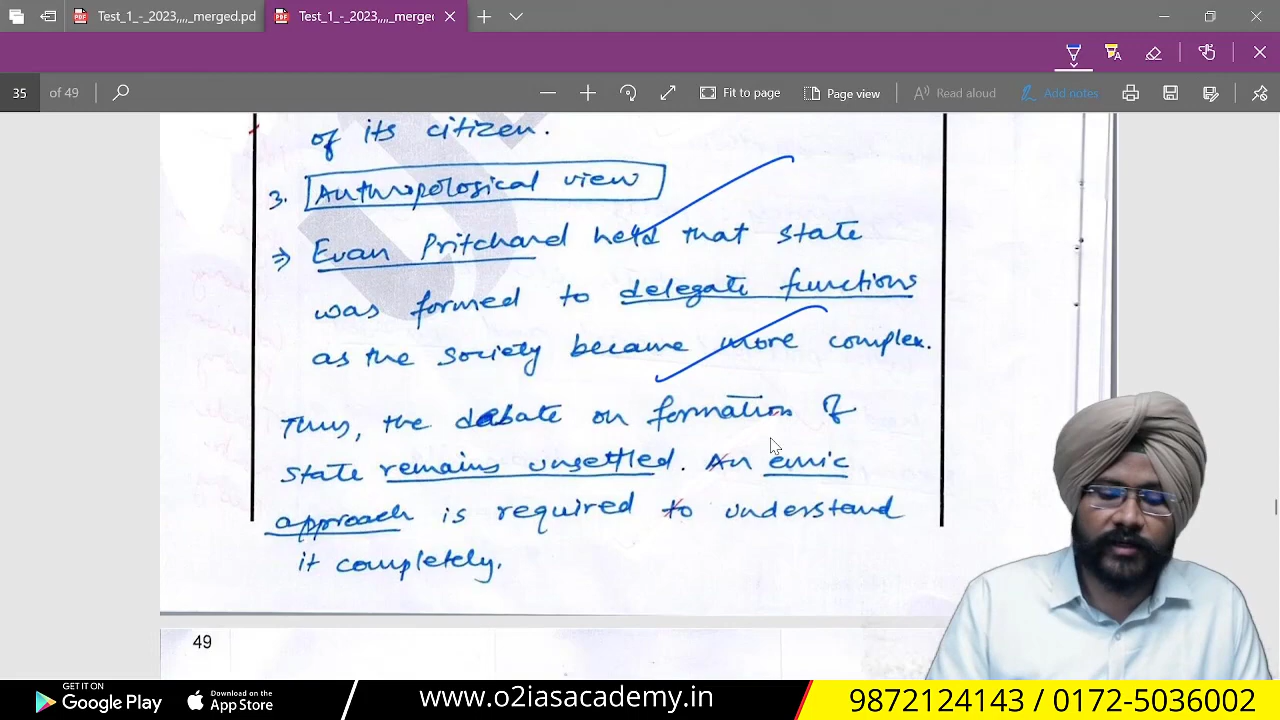 Test_1_-_2023,,,,_merged.pd
Test_1_-_2023,,,,_merge
35 of 49
Fit to page
Page view
Read aloud
Add notes
of its citizen.
3. Anthropological view
⇒ Evan Pritchard held that state
was formed to delegate functions
as the society became more complex.
Thus, the debate on formation of
state remains unsettled. An emic
approach is required to understand
it completely.
49
GET IT ON
Google Play
Download on the
App Store
www.o2iasacademy.in
9872124143 / 0172-5036002